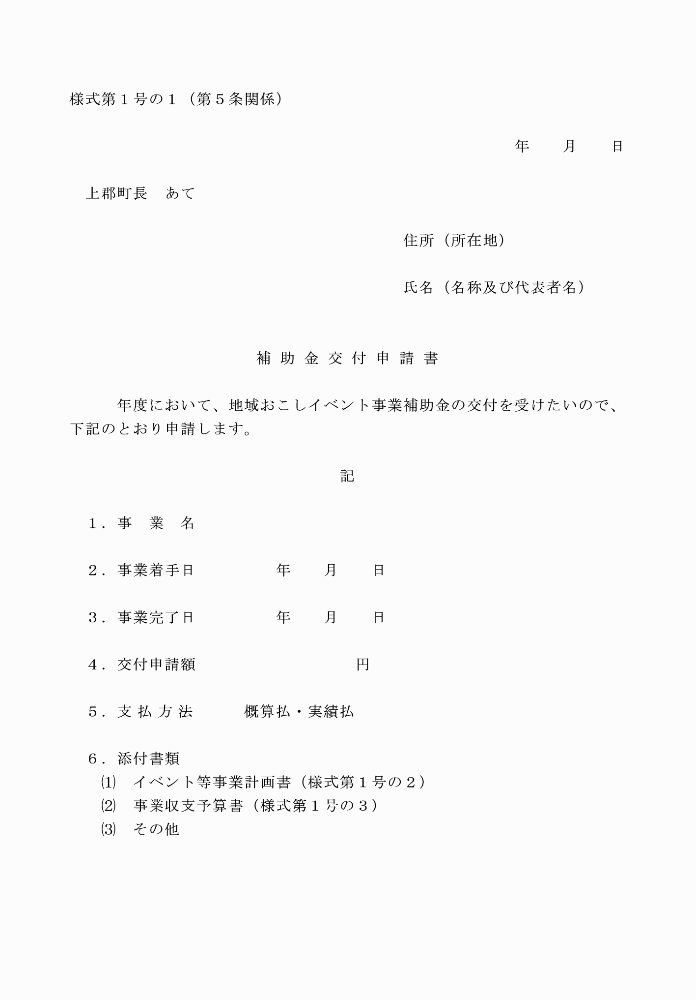 様式第１号の１（第５条関係）
年　　月　　日
上郡町長　あて
住所（所在地）
氏名（名称及び代表者名）
補 助 金 交 付 申 請 書
年度において、地域おこしイベント事業補助金の交付を受けたいので、
下記のとおり申請します。
記
１．事　業　名
２．事業着手日　　　　　年　　月　　日
３．事業完了日　　　　　年　　月　　日
４．交付申請額　　　　　　　　　　円
５．支 払 方 法　　　概算払・実績払
６．添付書類
⑴　イベント等事業計画書（様式第１号の２）
⑵　事業収支予算書（様式第１号の３）
⑶　その他